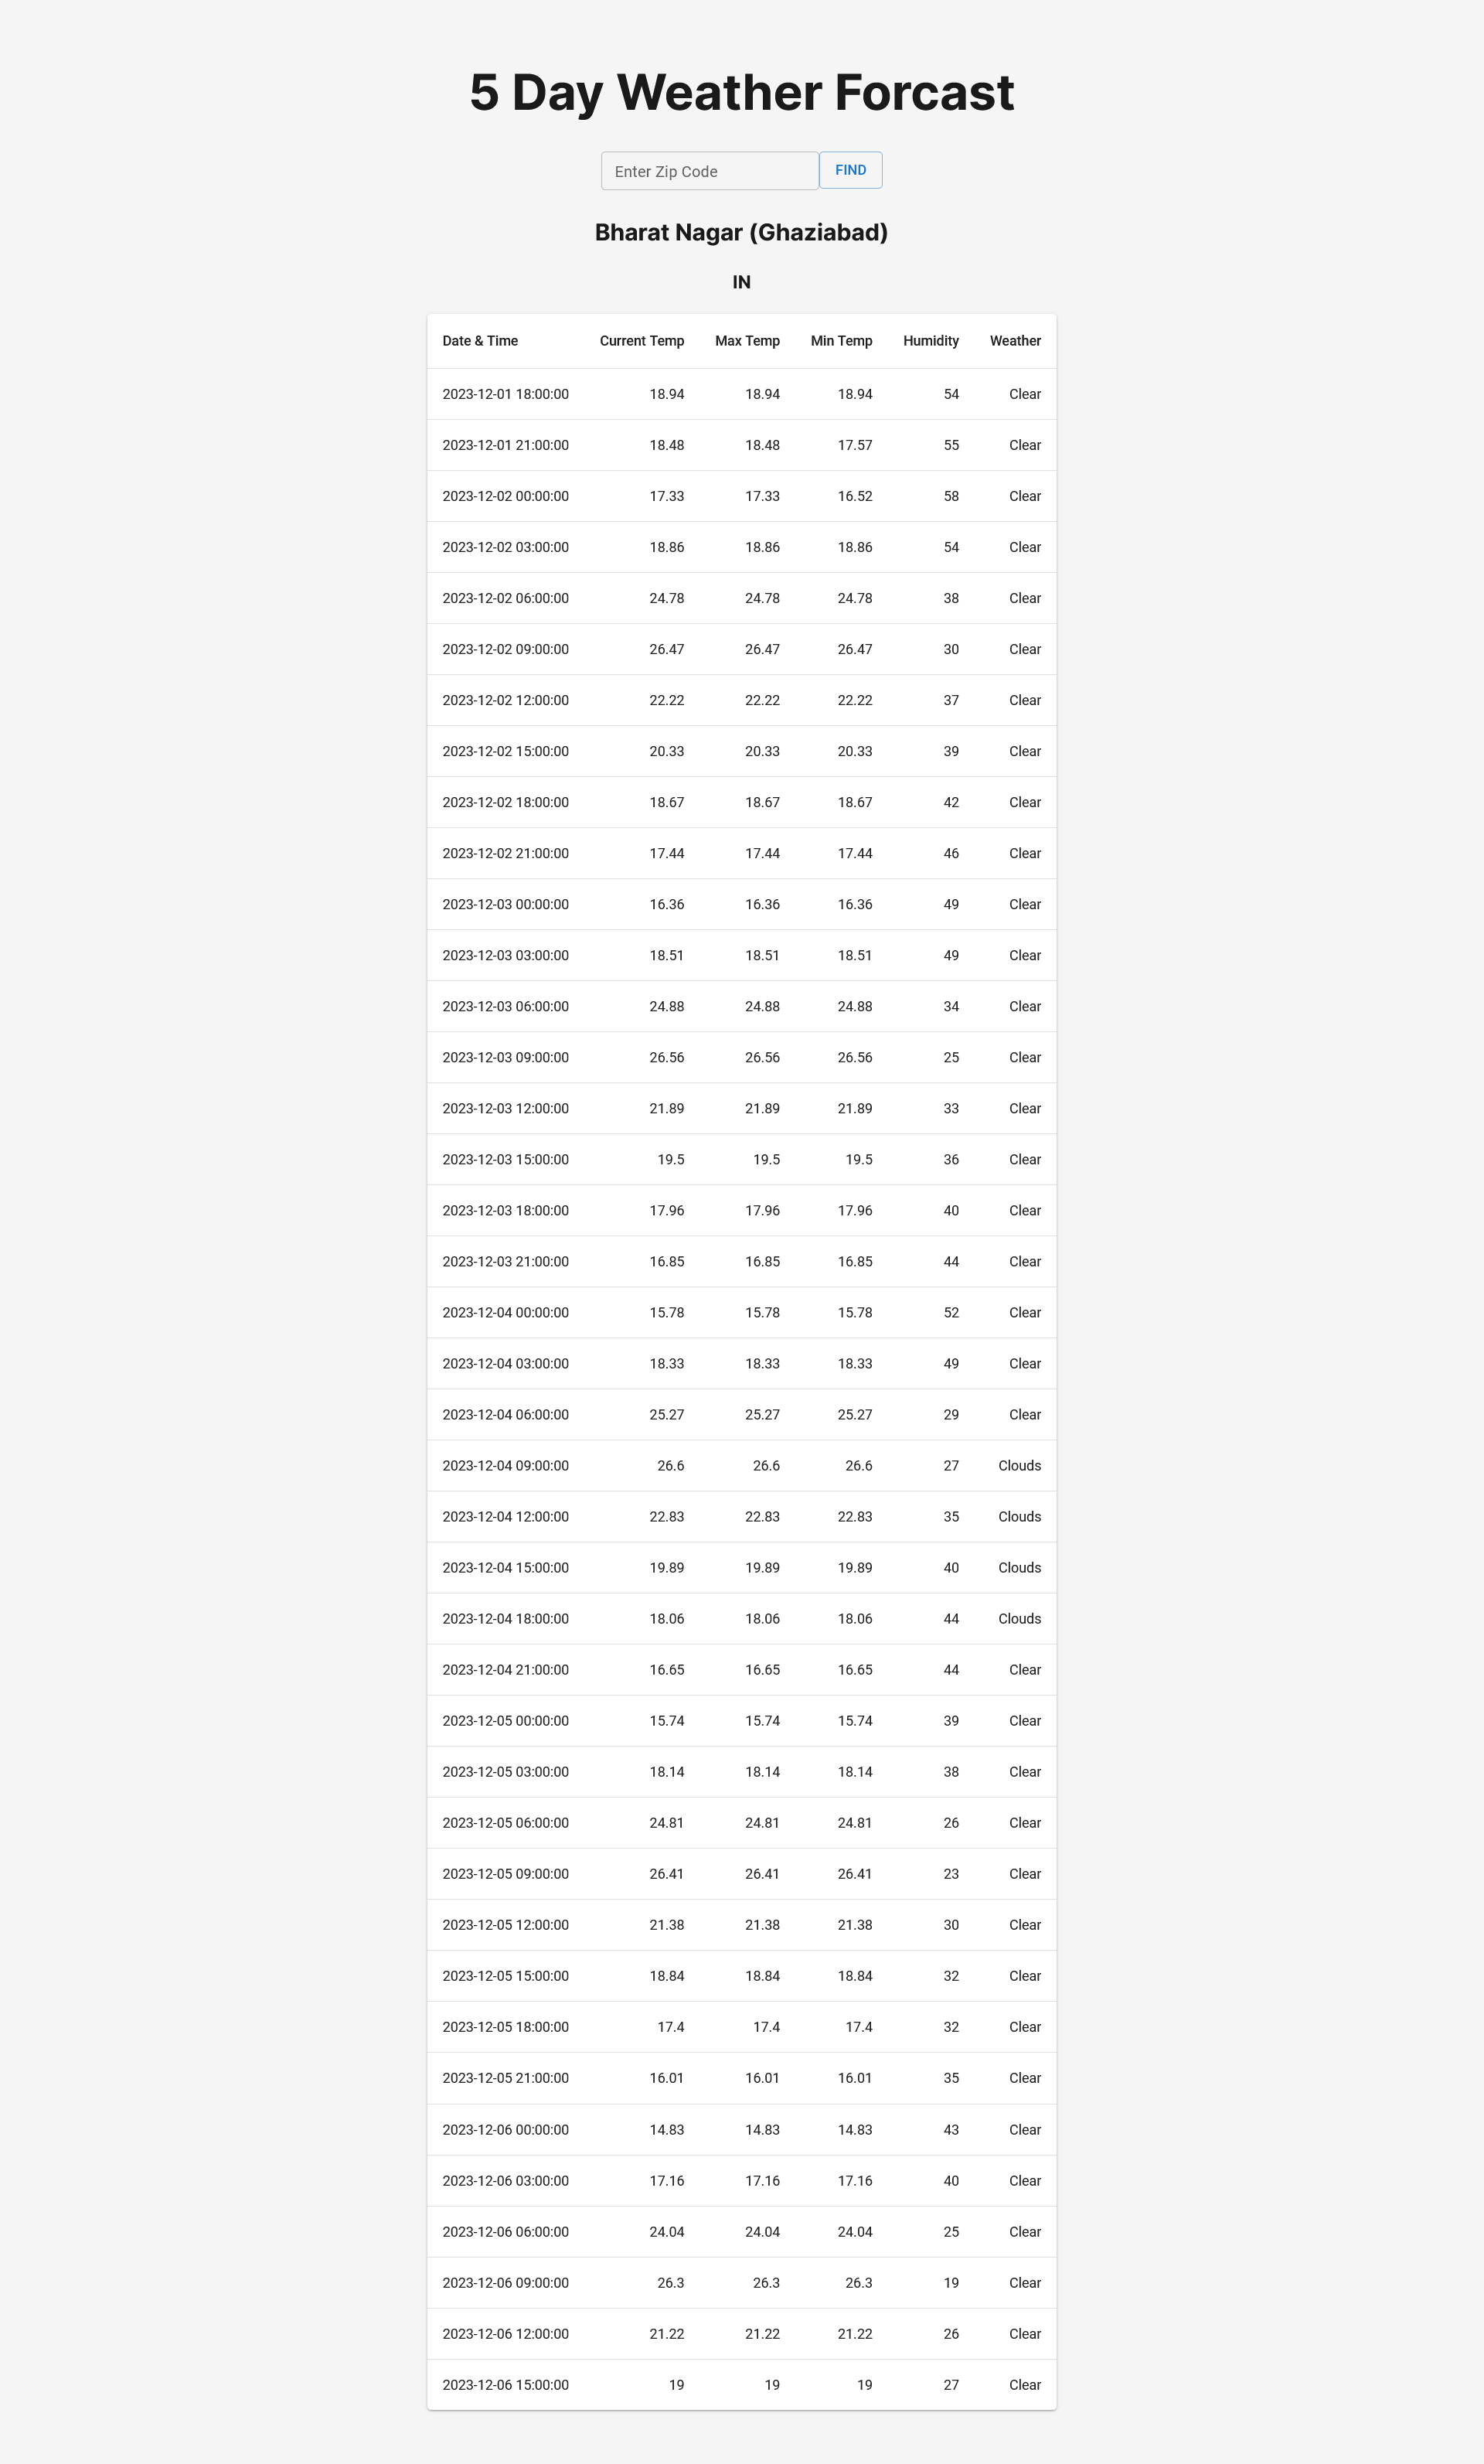 5 Day Weather Forcast
Enter Zip Code FIND
Bharat Nagar (Ghaziabad)
IN
Date & Time Current Temp Max Temp Min Temp Humidity Weather
2023-12-01 18:00:00 18.94 18.94 18.94 54 Clear
2023-12-01 21:00:00 18.48 18.48 17.57 55 Clear
2023-12-02 00:00:00 17.33 17.33 16.52 58 Clear
2023-12-02 03:00:00 18.86 18.86 18.86 54 Clear
2023-12-02 06:00:00 24.78 24.78 24.78 38 Clear
2023-12-02 09:00:00 26.47 26.47 26.47 30 Clear
2023-12-02 12:00:00 22.22 22.22 22.22 37 Clear
2023-12-02 15:00:00 20.33 20.33 20.33 39 Clear
2023-12-02 18:00:00 18.67 18.67 18.67 42 Clear
2023-12-02 21:00:00 17.44 17.44 17.44 46 Clear
2023-12-03 00:00:00 16.36 16.36 16.36 49 Clear
2023-12-03 03:00:00 18.51 18.51 18.51 49 Clear
2023-12-03 06:00:00 24.88 24.88 24.88 34 Clear
2023-12-03 09:00:00 26.56 26.56 26.56 25 Clear
2023-12-03 12:00:00 21.89 21.89 21.89 33 Clear
2023-12-03 15:00:00 19.5 19.5 19.5 36 Clear
2023-12-03 18:00:00 17.96 17.96 17.96 40 Clear
2023-12-03 21:00:00 16.85 16.85 16.85 44 Clear
2023-12-04 00:00:00 15.78 15.78 15.78 52 Clear
2023-12-04 03:00:00 18.33 18.33 18.33 49 Clear
2023-12-04 06:00:00 25.27 25.27 25.27 29 Clear
2023-12-04 09:00:00 26.6 26.6 26.6 27 Clouds
2023-12-04 12:00:00 22.83 22.83 22.83 35 Clouds
2023-12-04 15:00:00 19.89 19.89 19.89 40 Clouds
2023-12-04 18:00:00 18.06 18.06 18.06 44 Clouds
2023-12-04 21:00:00 16.65 16.65 16.65 44 Clear
2023-12-05 00:00:00 15.74 15.74 15.74 39 Clear
2023-12-05 03:00:00 18.14 18.14 18.14 38 Clear
2023-12-05 06:00:00 24.81 24.81 24.81 26 Clear
2023-12-05 09:00:00 26.41 26.41 26.41 23 Clear
2023-12-05 12:00:00 21.38 21.38 21.38 30 Clear
2023-12-05 15:00:00 18.84 18.84 18.84 32 Clear
2023-12-05 18:00:00 17.4 17.4 17.4 32 Clear
2023-12-05 21:00:00 16.01 16.01 16.01 35 Clear
2023-12-06 00:00:00 14.83 14.83 14.83 43 Clear
2023-12-06 03:00:00 17.16 17.16 17.16 40 Clear
2023-12-06 06:00:00 24.04 24.04 24.04 25 Clear
2023-12-06 09:00:00 26.3 26.3 26.3 19 Clear
2023-12-06 12:00:00 21.22 21.22 21.22 26 Clear
2023-12-06 15:00:00 19 19 19 27 Clear